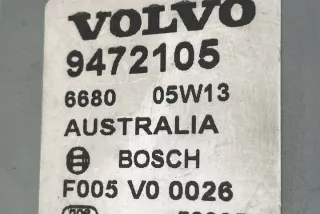 VOLVO
9472105
6680 05W13
AUSTRALIA
BOSCH
F005 V0 0026